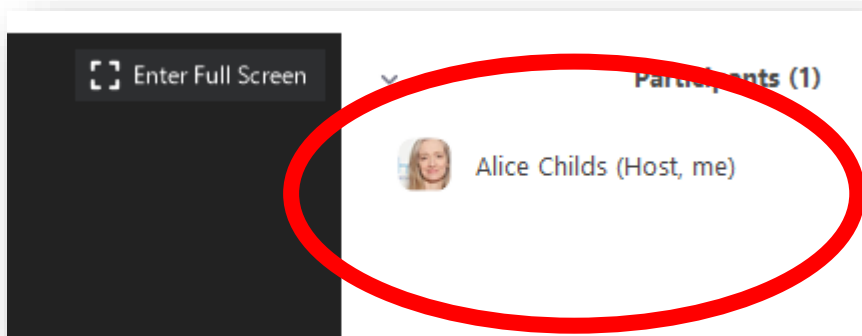 Enter Full Screen
Participants (1)
Alice Childs (Host, me)